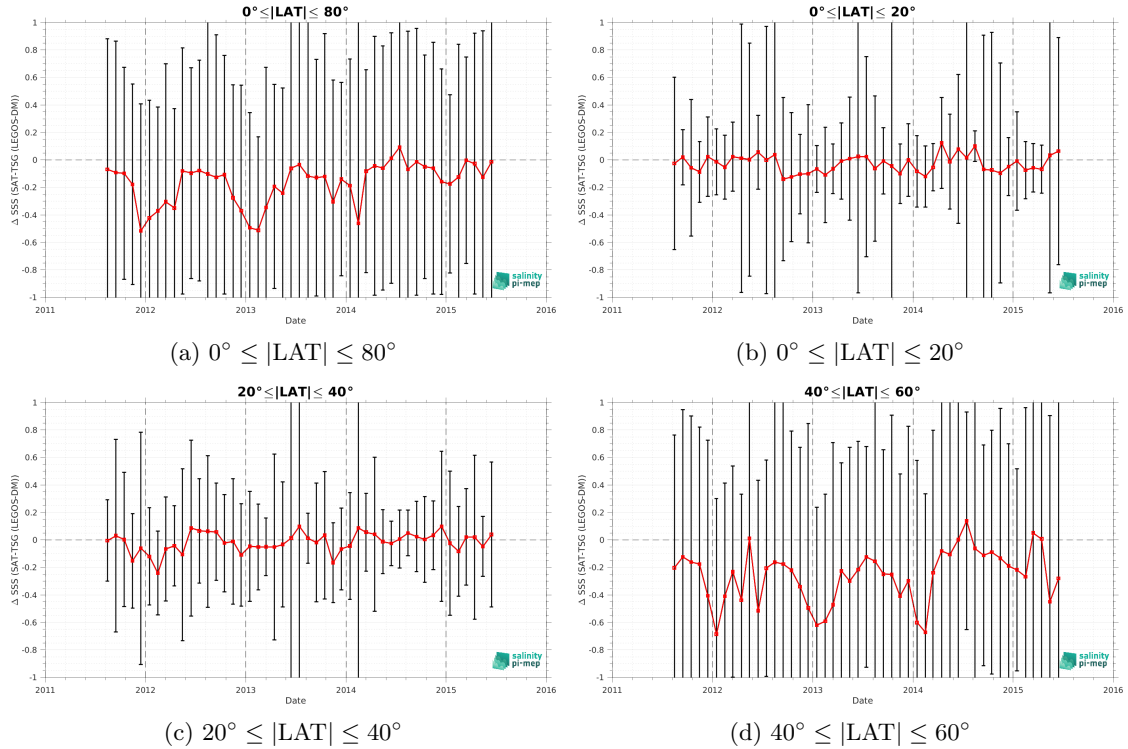 0°≤|LAT|≤ 80°
Δ SSS (SAT-TSG (LEGOS-DM))
1
0.8
0.6
0.4
0.2
0
-0.2
-0.4
-0.6
-0.8
-1
2011
2012
2013
2014
2015
2016
Date
salinity
pi-mep
(a) 0° ≤ |LAT| ≤ 80°
0°≤|LAT|≤ 20°
Δ SSS (SAT-TSG (LEGOS-DM))
1
0.8
0.6
0.4
0.2
0
-0.2
-0.4
-0.6
-0.8
-1
2011
2012
2013
2014
2015
2016
Date
salinity
pi-mep
(b) 0° ≤ |LAT| ≤ 20°
20°≤|LAT|≤ 40°
Δ SSS (SAT-TSG (LEGOS-DM))
1
0.8
0.6
0.4
0.2
0
-0.2
-0.4
-0.6
-0.8
-1
2011
2012
2013
2014
2015
2016
Date
salinity
pi-mep
(c) 20° ≤ |LAT| ≤ 40°
40°≤|LAT|≤ 60°
Δ SSS (SAT-TSG (LEGOS-DM))
1
0.8
0.6
0.4
0.2
0
-0.2
-0.4
-0.6
-0.8
-1
2011
2012
2013
2014
2015
2016
Date
salinity
pi-mep
(d) 40° ≤ |LAT| ≤ 60°